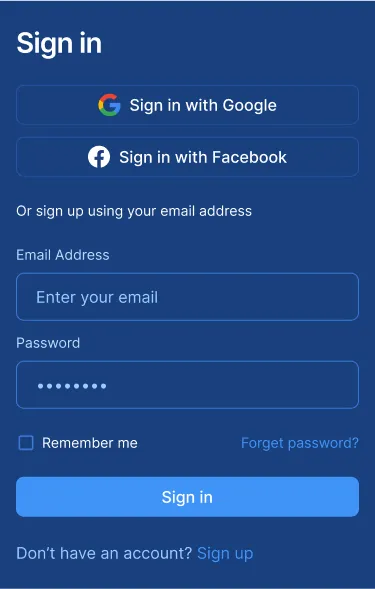 Sign in
Sign in with Google
Sign in with Facebook
Or sign up using your email address
Email Address
Enter your email
Password
••••••••
Remember me Forget password?
Sign in
Don’t have an account? Sign up